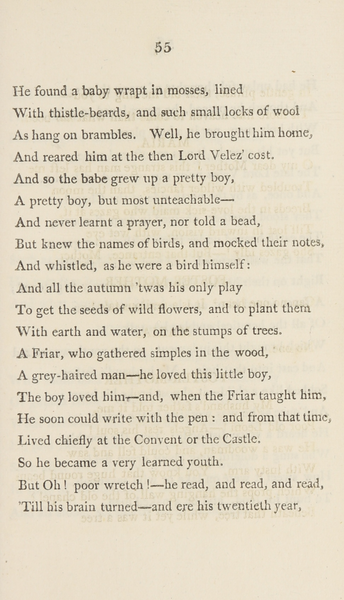 55
He found a baby wrapt in mosses, lined
With thistle-beards, and such small locks of wool
As hang on brambles. Well, he brought him home,
And reared him at the then Lord Velez' cost.
And so the babe grew up a pretty boy,
A pretty boy, but most unteachable—
And never learnt a prayer, nor told a bead,
But knew the names of birds, and mocked their notes,
And whistled, as he were a bird himself:
And all the autumn 'twas his only play
To get the seeds of wild flowers, and to plant them
With earth and water, on the stumps of trees.
A Friar, who gathered simples in the wood,
A grey-haired man—he loved this little boy,
The boy loved him—and, when the Friar taught him,
He soon could write with the pen: and from that time,
Lived chiefly at the Convent or the Castle.
So he became a very learned youth.
But Oh! poor wretch!—he read, and read, and read,
'Till his brain turned—and ere his twentieth year,